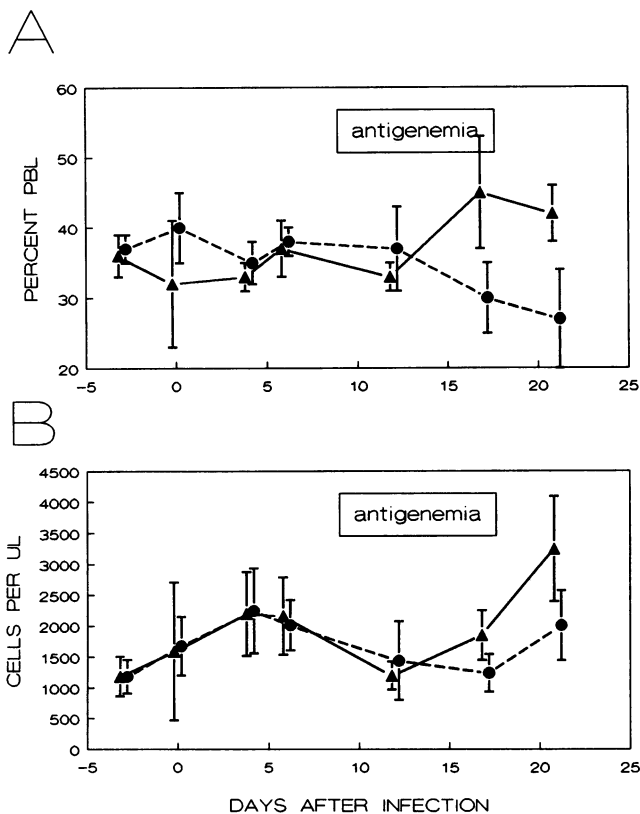 A
60
antigenemia
50
PERCENT PBL
40
30
20
-5 0 5 10 15 20 25
B
4500
4000
antigenemia
3500
3000
CELLS PER UL
2500
2000
1500
1000
500
0
-5 0 5 10 15 20 25
DAYS AFTER INFECTION